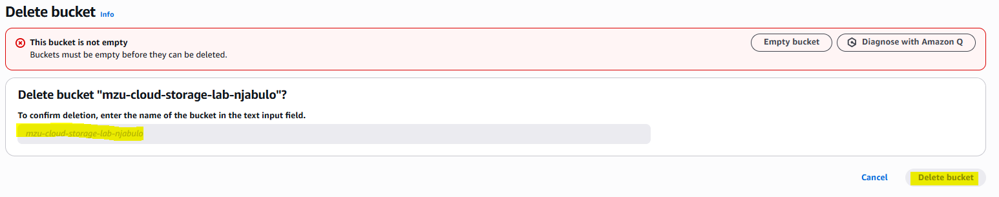 Delete bucket Info
This bucket is not empty
Buckets must be empty before they can be deleted.
Empty bucket
Diagnose with Amazon Q
Delete bucket "mzu-cloud-storage-lab-njabulo"?
To confirm deletion, enter the name of the bucket in the text input field.
mzu-cloud-storage-lab-njabulo
Cancel
Delete bucket